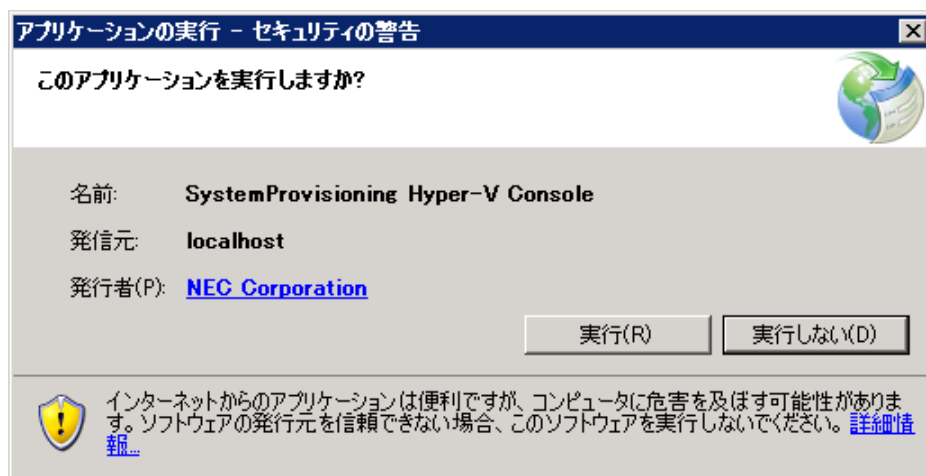 アプリケーションの実行 - セキュリティの警告
このアプリケーションを実行しますか?
名前: SystemProvisioning Hyper-V Console
発信元: localhost
発行者(P): NEC Corporation
実行(R) 実行しない(D)
インターネットからのアプリケーションは便利ですが、コンピュータに危害を及ぼす可能性がありま
す。ソフトウェアの発行元を信頼できない場合、このソフトウェアを実行しないでください。詳細情
報...